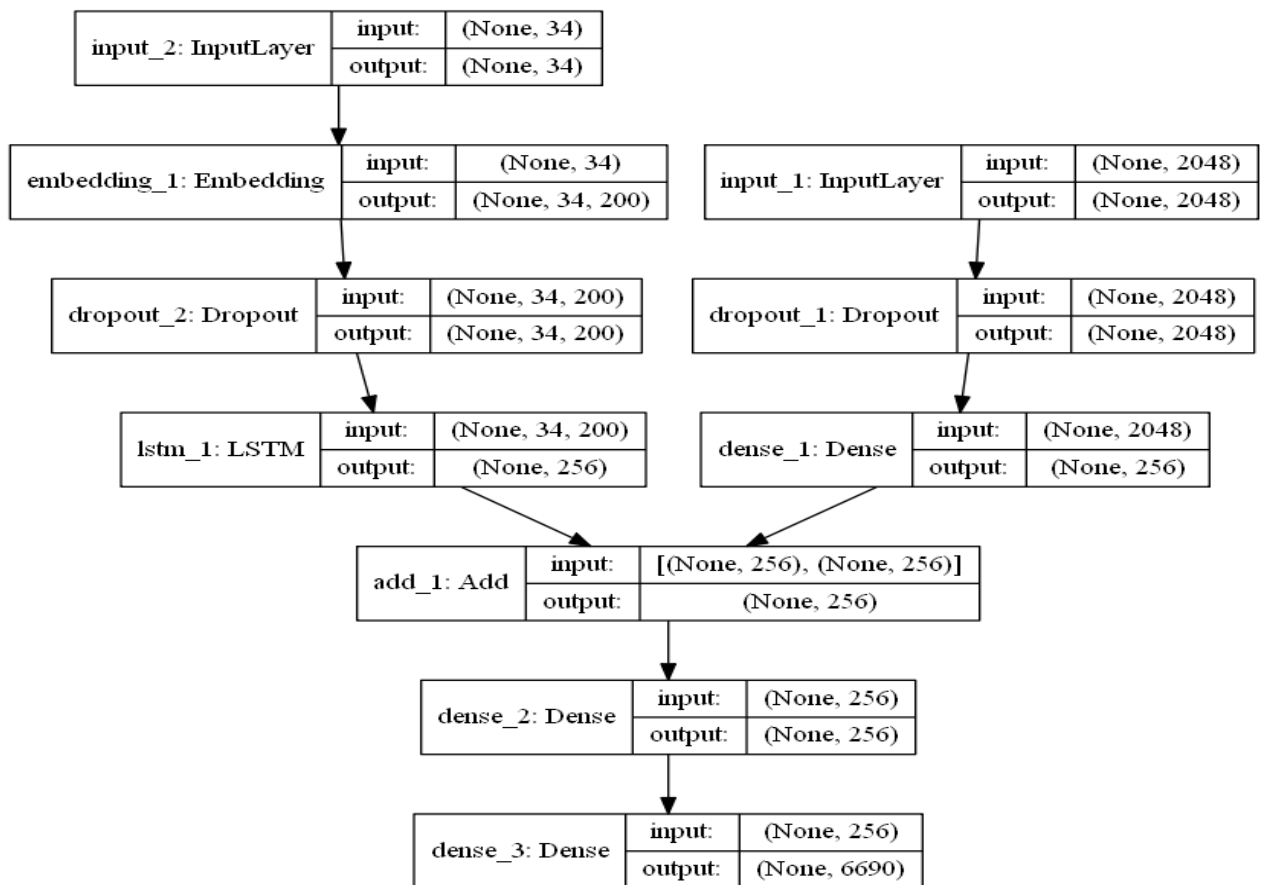 input_2: InputLayer
input: (None, 34)
output: (None, 34)
embedding_1: Embedding
input: (None, 34)
output: (None, 34, 200)
input_1: InputLayer
input: (None, 2048)
output: (None, 2048)
dropout_2: Dropout
input: (None, 34, 200)
output: (None, 34, 200)
dropout_1: Dropout
input: (None, 2048)
output: (None, 2048)
lstm_1: LSTM
input: (None, 34, 200)
output: (None, 256)
dense_1: Dense
input: (None, 2048)
output: (None, 256)
add_1: Add
input: [(None, 256), (None, 256)]
output: (None, 256)
dense_2: Dense
input: (None, 256)
output: (None, 256)
dense_3: Dense
input: (None, 256)
output: (None, 6690)